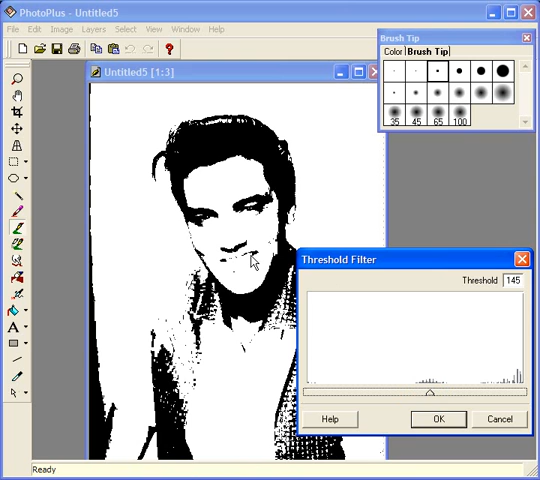 PhotoPlus - Untitled5
File Edit Image Layers Select View Window Help
Brush Tip
Color Brush Tip
Untitled5 [1:3]
35 45 65 100
Threshold Filter
Threshold 145
Help OK Cancel
Ready